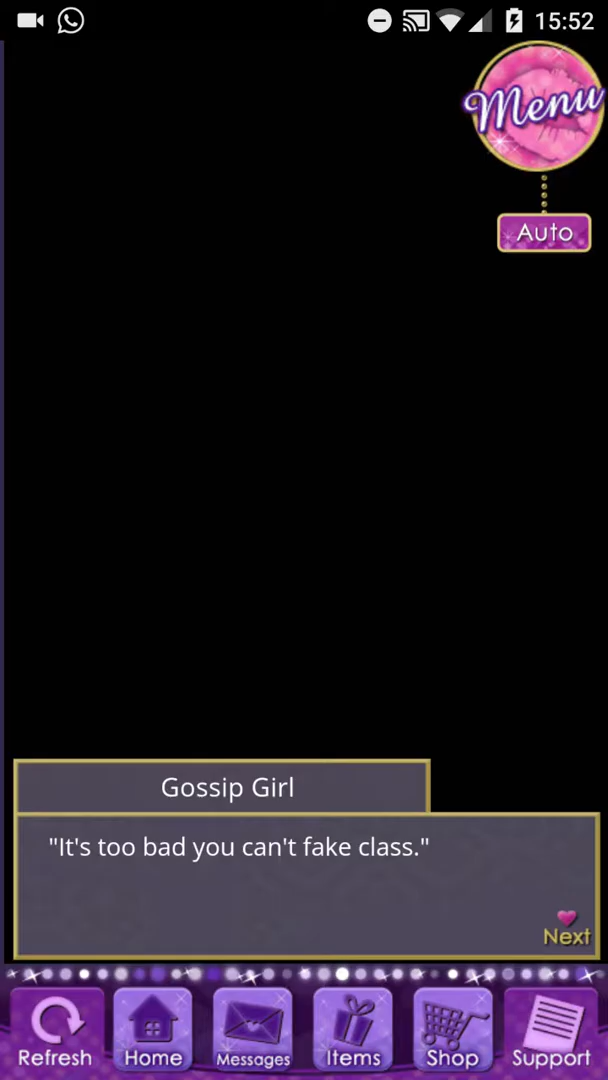 15:52
Menu
Auto
Gossip Girl
"It's too bad you can't fake class."
Next
Refresh
Home
Messages
Items
Shop
Support